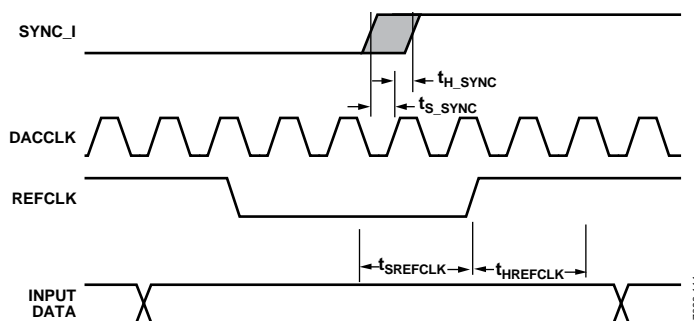 SYNC_I
tH_SYNC
tS_SYNC
DACCLK
REFCLK
tSREFCLK
tHREFCLK
INPUT
DATA